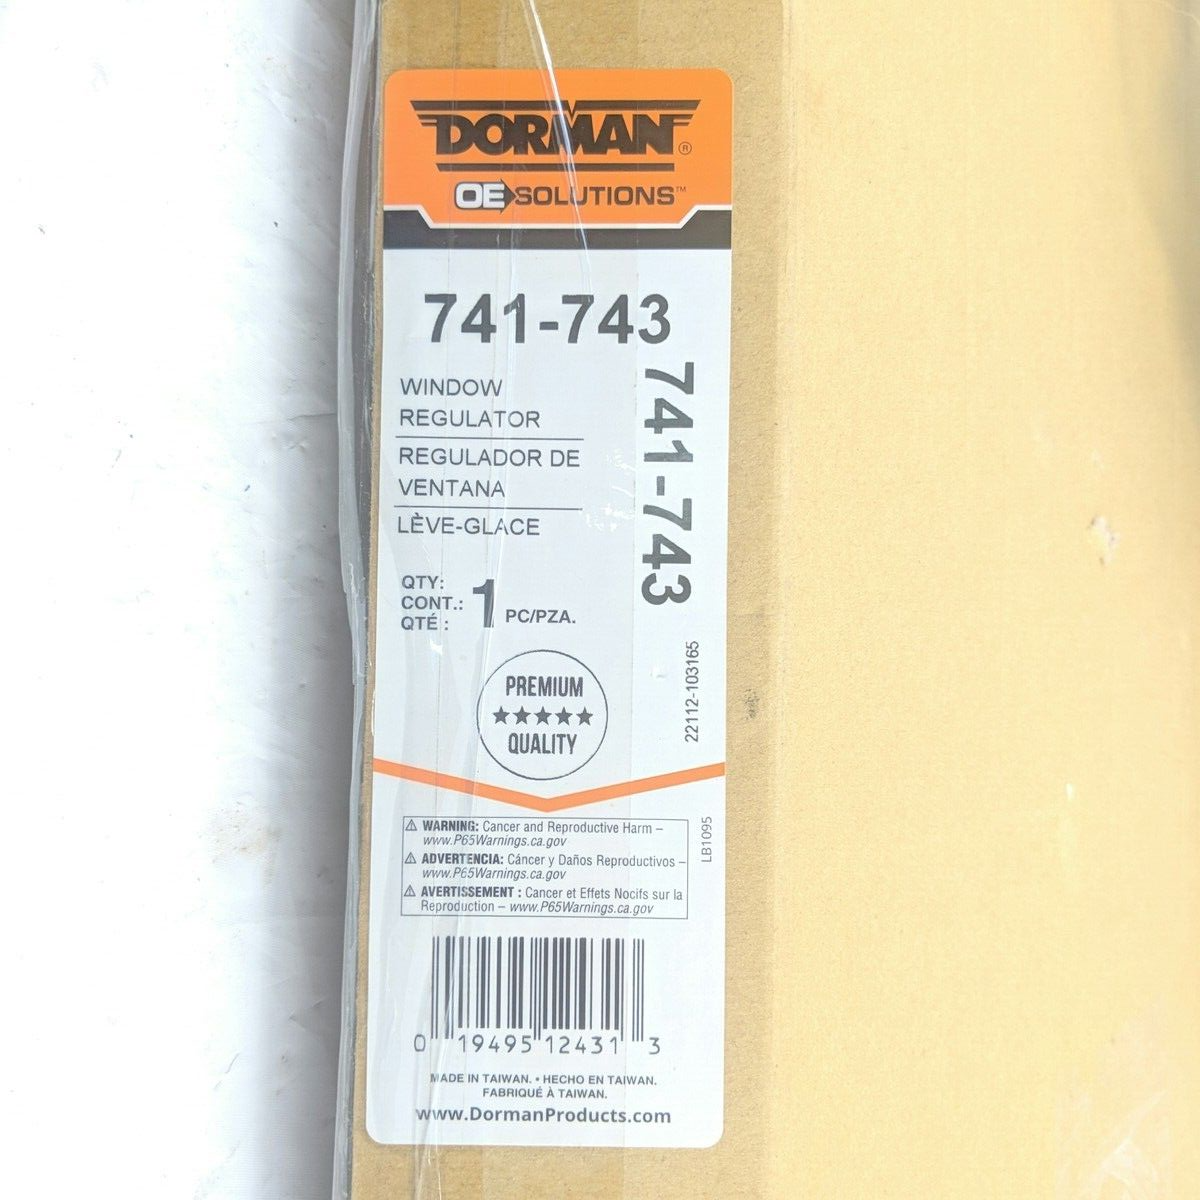 DORMAN®
OE SOLUTIONS™
741-743
WINDOW
REGULATOR
REGULADOR DE
VENTANA
LÈVE-GLACE
741-743
QTY:
CONT.: 1 PC/PZA.
QTÉ :
22112-103165
PREMIUM
★★★★★
QUALITY
⚠ WARNING: Cancer and Reproductive Harm –
www.P65Warnings.ca.gov
⚠ ADVERTENCIA: Cáncer y Daños Reproductivos –
www.P65Warnings.ca.gov
⚠ AVERTISSEMENT : Cancer et Effets Nocifs sur la
Reproduction – www.P65Warnings.ca.gov
LB1095
0 19495 12431 3
MADE IN TAIWAN. • HECHO EN TAIWAN.
FABRIQUÉ À TAIWAN.
www.DormanProducts.com